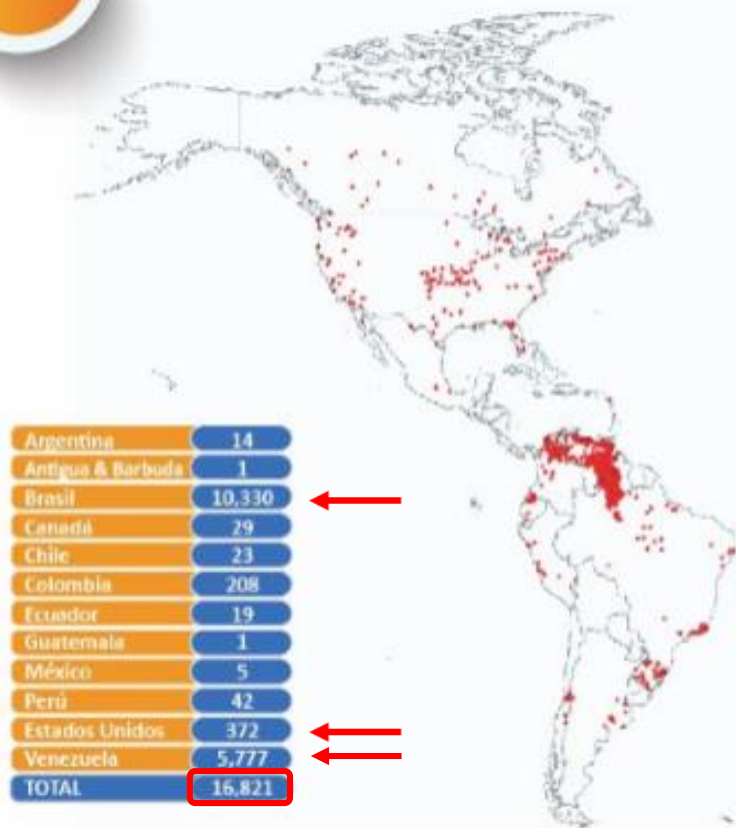 Argentina 14
Antigua & Barbuda 1
Brasil 10,330
Canadá 29
Chile 23
Colombia 208
Ecuador 19
Guatemala 1
México 5
Perú 42
Estados Unidos 372
Venezuela 5,777
TOTAL 16,821